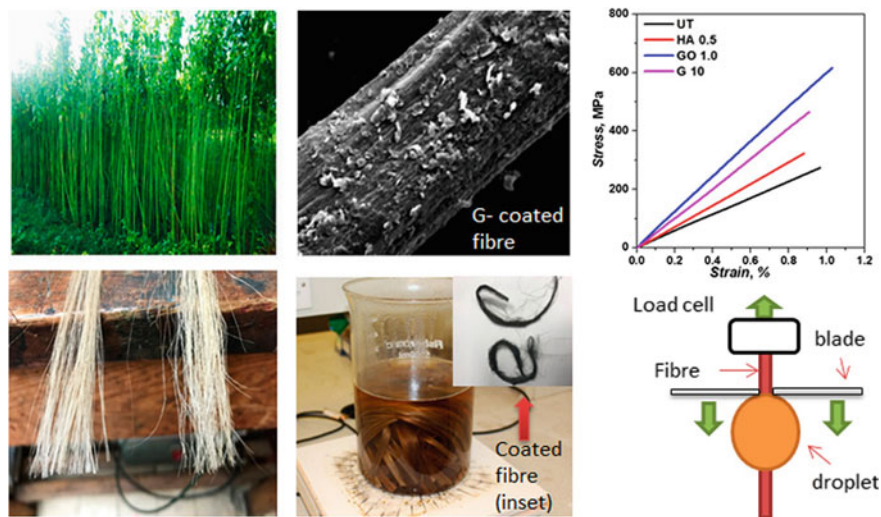 G- coated
fibre
UT
HA 0.5
GO 1.0
G 10
Stress, MPa
800
600
400
200
0
0.0 0.2 0.4 0.6 0.8 1.0 1.2
Strain, %
Coated
fibre
(inset)
Load cell
blade
Fibre
droplet